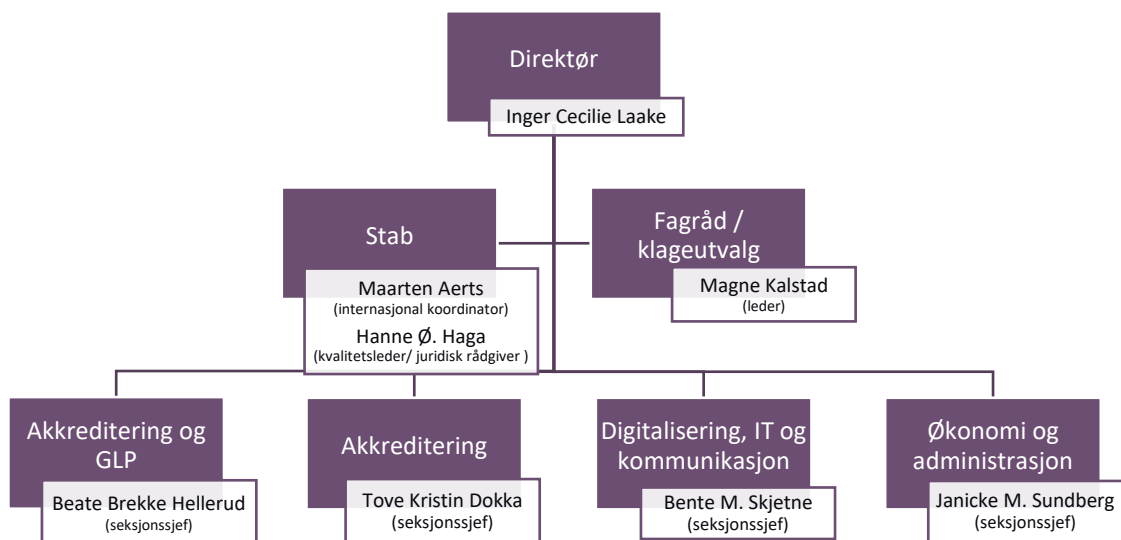 Direktør
Inger Cecilie Laake
Stab
Maarten Aerts
(internasjonal koordinator)
Hanne Ø. Haga
(kvalitetsleder/ juridisk rådgiver )
Fagråd /
klageutvalg
Magne Kalstad
(leder)
Akkreditering og
GLP
Beate Brekke Hellerud
(seksjonssjef)
Akkreditering
Tove Kristin Dokka
(seksjonssjef)
Digitalisering, IT og
kommunikasjon
Bente M. Skjetne
(seksjonssjef)
Økonomi og
administrasjon
Janicke M. Sundberg
(seksjonssjef)